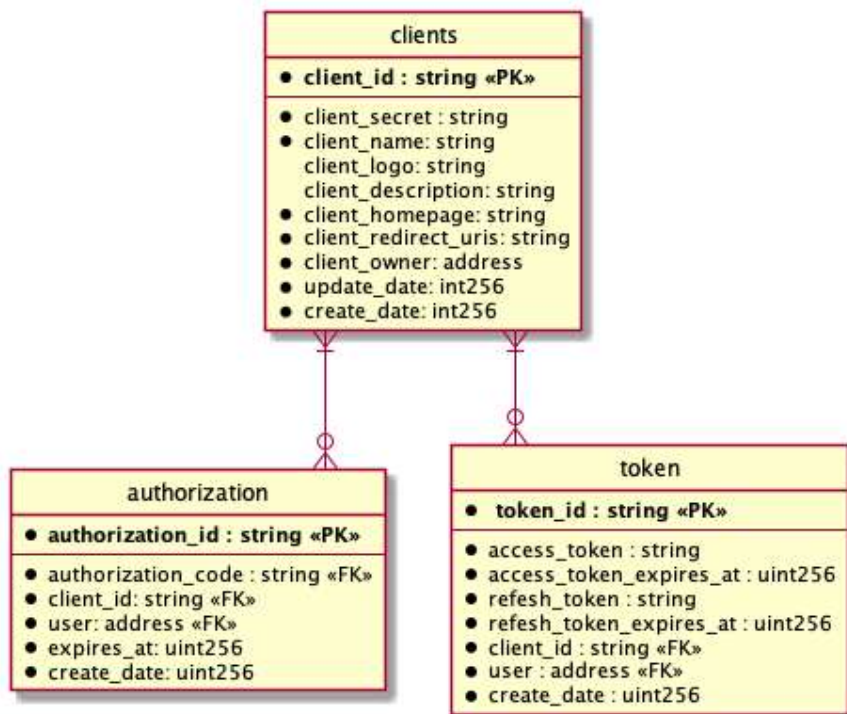 clients
client_id : string «PK»
client_secret : string
client_name: string
client_logo: string
client_description: string
client_homepage: string
client_redirect_uris: string
client_owner: address
update_date: int256
create_date: int256
authorization
authorization_id : string «PK»
authorization_code : string «FK»
client_id: string «FK»
user: address «FK»
expires_at: uint256
create_date: uint256
token
token_id : string «PK»
access_token : string
access_token_expires_at : uint256
refesh_token : string
refesh_token_expires_at : uint256
client_id : string «FK»
user : address «FK»
create_date : uint256